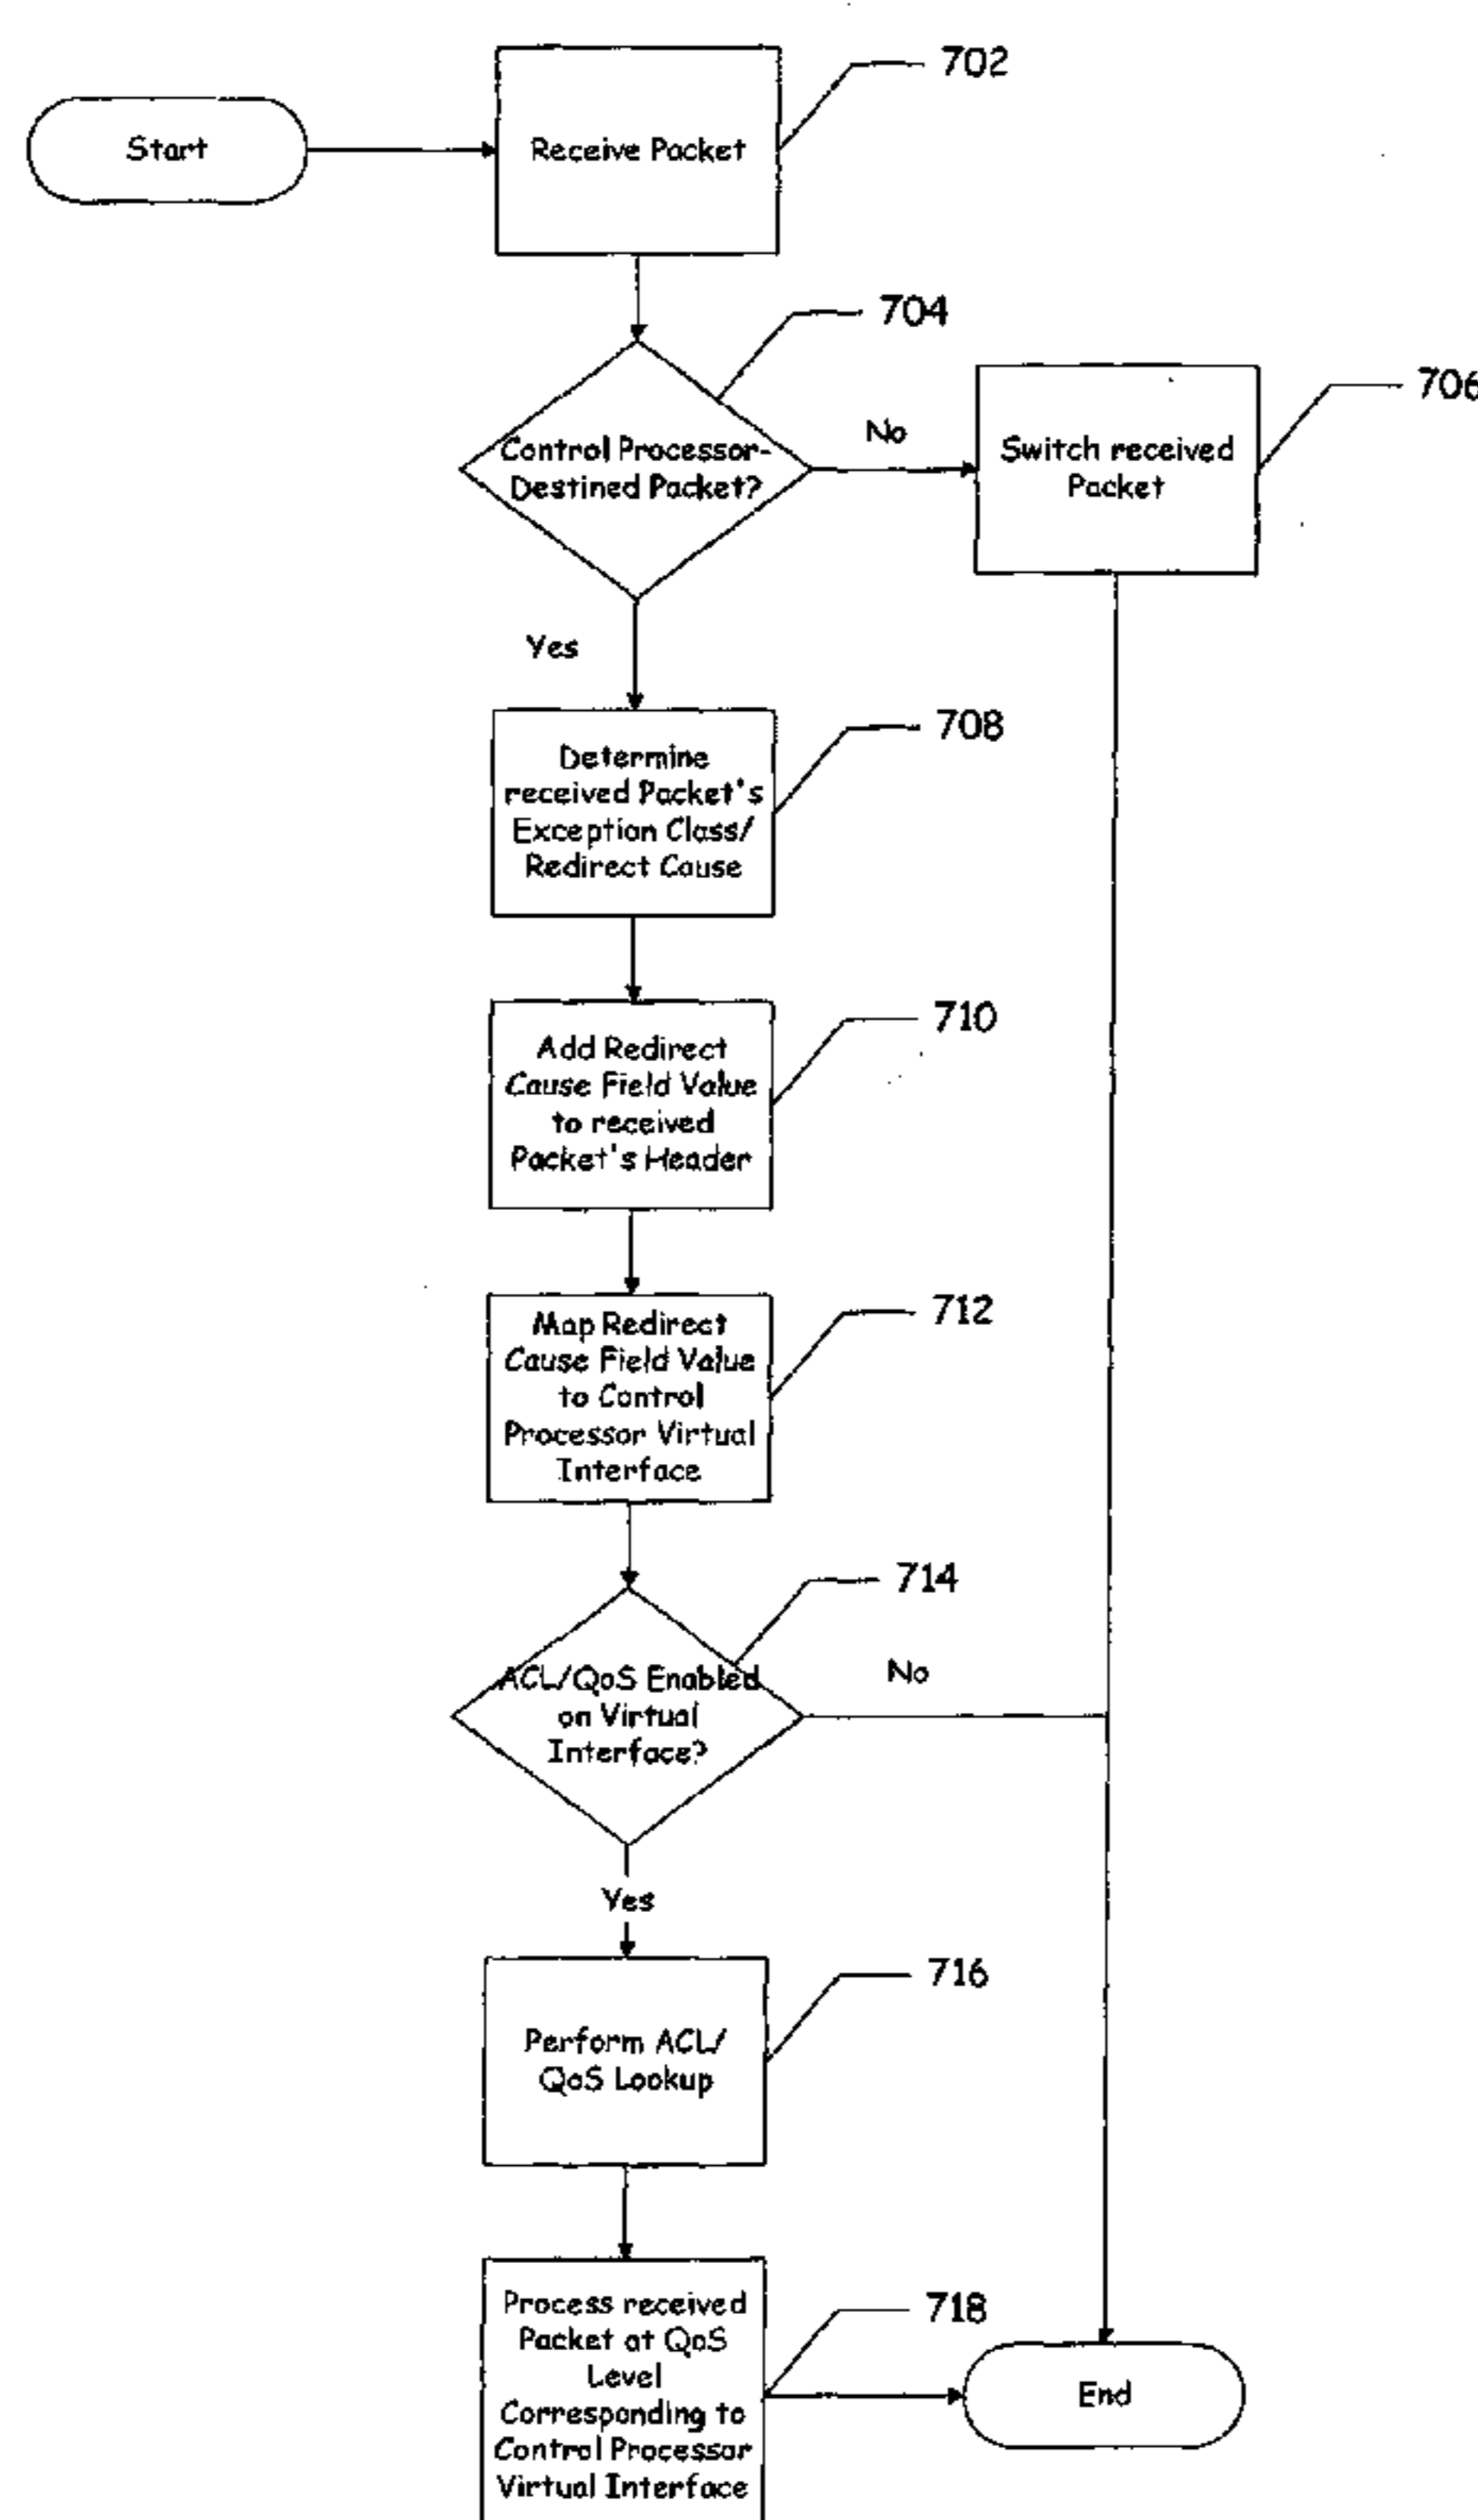 702
Start
Receive Packet
704
706
No
Control Processor-
Destined Packet?
Switch received
Packet
Yes
708
Determine
received Packet's
Exception Class/
Redirect Cause
710
Add Redirect
Cause Field Value
to received
Packet's Header
712
Map Redirect
Cause Field Value
to Control
Processor Virtual
Interface
714
ACL/QoS Enabled
on Virtual
Interface?
No
Yes
716
Perform ACL/
QoS Lookup
718
Process received
Packet at QoS
Level
Corresponding to
Control Processor
Virtual Interface
End